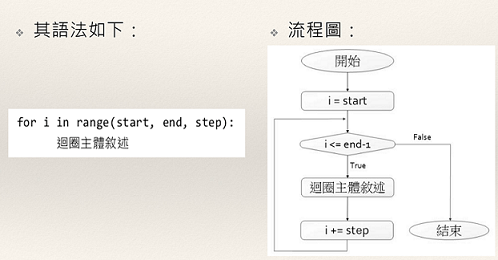 ❖ 其語法如下：
for i in range(start, end, step):
迴圈主體敘述
❖ 流程圖：
開始
i = start
i <= end-1
False
True
迴圈主體敘述
i += step
結束